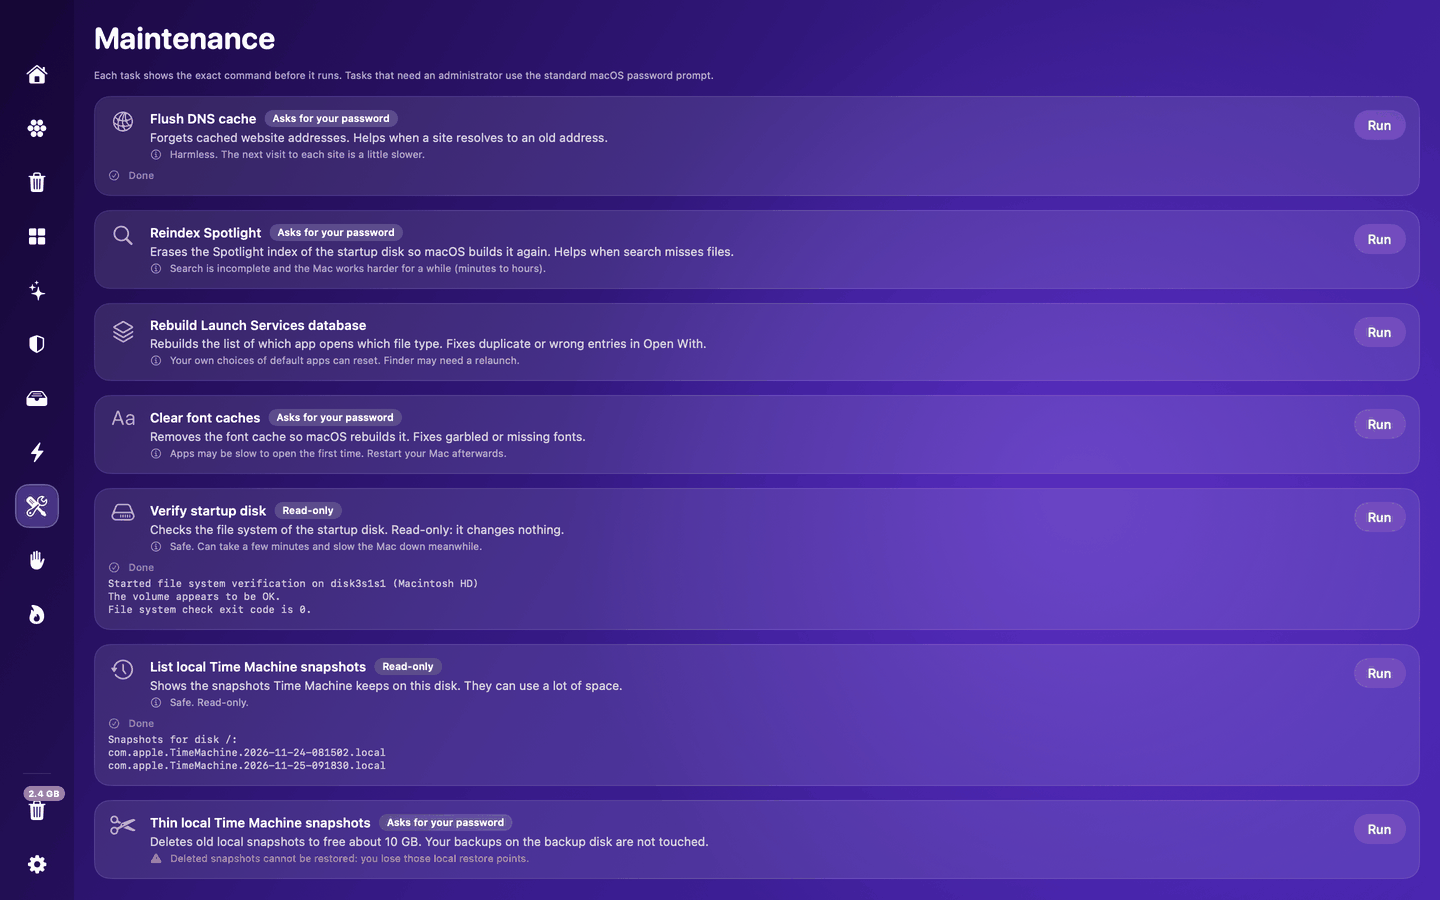 Maintenance
Each task shows the exact command before it runs. Tasks that need an administrator use the standard macOS password prompt.
Flush DNS cache Asks for your password
Forgets cached website addresses. Helps when a site resolves to an old address.
Harmless. The next visit to each site is a little slower.
Done
Run
Reindex Spotlight Asks for your password
Erases the Spotlight index of the startup disk so macOS builds it again. Helps when search misses files.
Search is incomplete and the Mac works harder for a while (minutes to hours).
Run
Rebuild Launch Services database
Rebuilds the list of which app opens which file type. Fixes duplicate or wrong entries in Open With.
Your own choices of default apps can reset. Finder may need a relaunch.
Run
Aa
Clear font caches Asks for your password
Removes the font cache so macOS rebuilds it. Fixes garbled or missing fonts.
Apps may be slow to open the first time. Restart your Mac afterwards.
Run
Verify startup disk Read-only
Checks the file system of the startup disk. Read-only: it changes nothing.
Safe. Can take a few minutes and slow the Mac down meanwhile.
Done
Started file system verification on disk3s1s1 (Macintosh HD)
The volume appears to be OK.
File system check exit code is 0.
Run
List local Time Machine snapshots Read-only
Shows the snapshots Time Machine keeps on this disk. They can use a lot of space.
Safe. Read-only.
Done
Snapshots for disk /:
com.apple.TimeMachine.2026-11-24-081502.local
com.apple.TimeMachine.2026-11-25-091830.local
Run
Thin local Time Machine snapshots Asks for your password
Deletes old local snapshots to free about 10 GB. Your backups on the backup disk are not touched.
Deleted snapshots cannot be restored: you lose those local restore points.
Run
2.4 GB